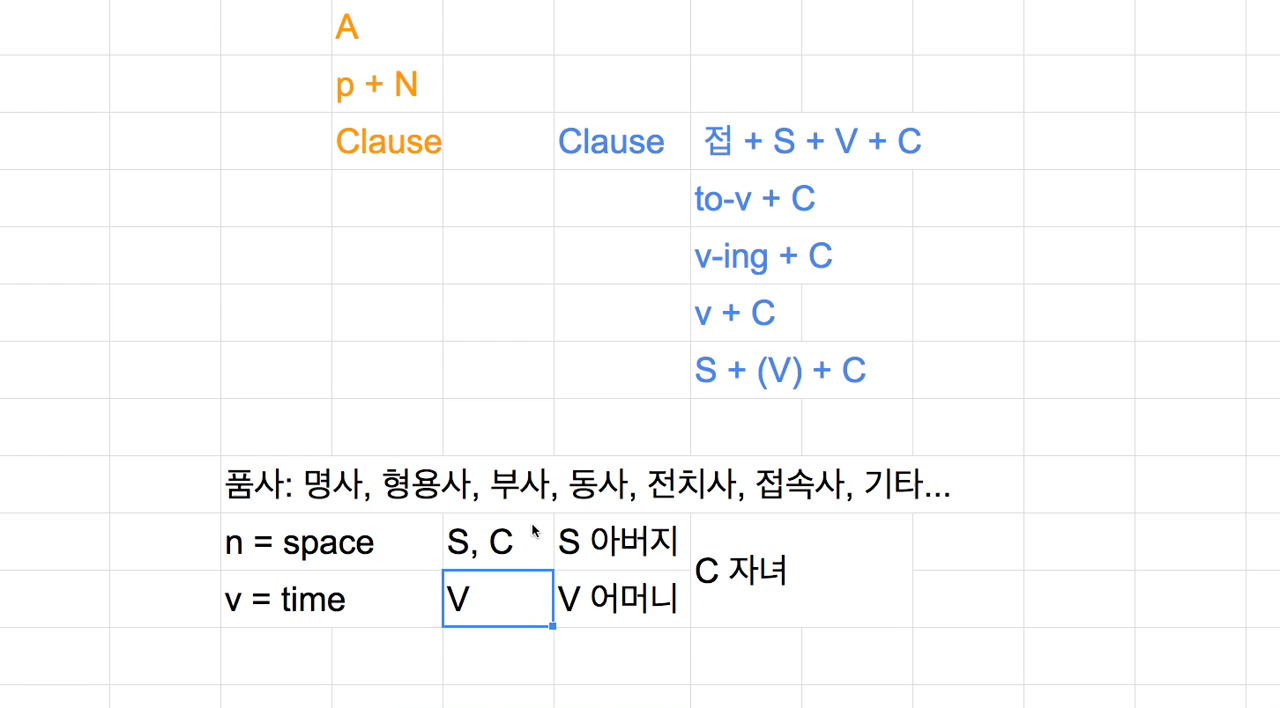 A
p + N
Clause Clause 접 + S + V + C
to-v + C
v-ing + C
v + C
S + (V) + C
품사: 명사, 형용사, 부사, 동사, 전치사, 접속사, 기타...
n = space S, C S 아버지
C 자녀
v = time V V 어머니